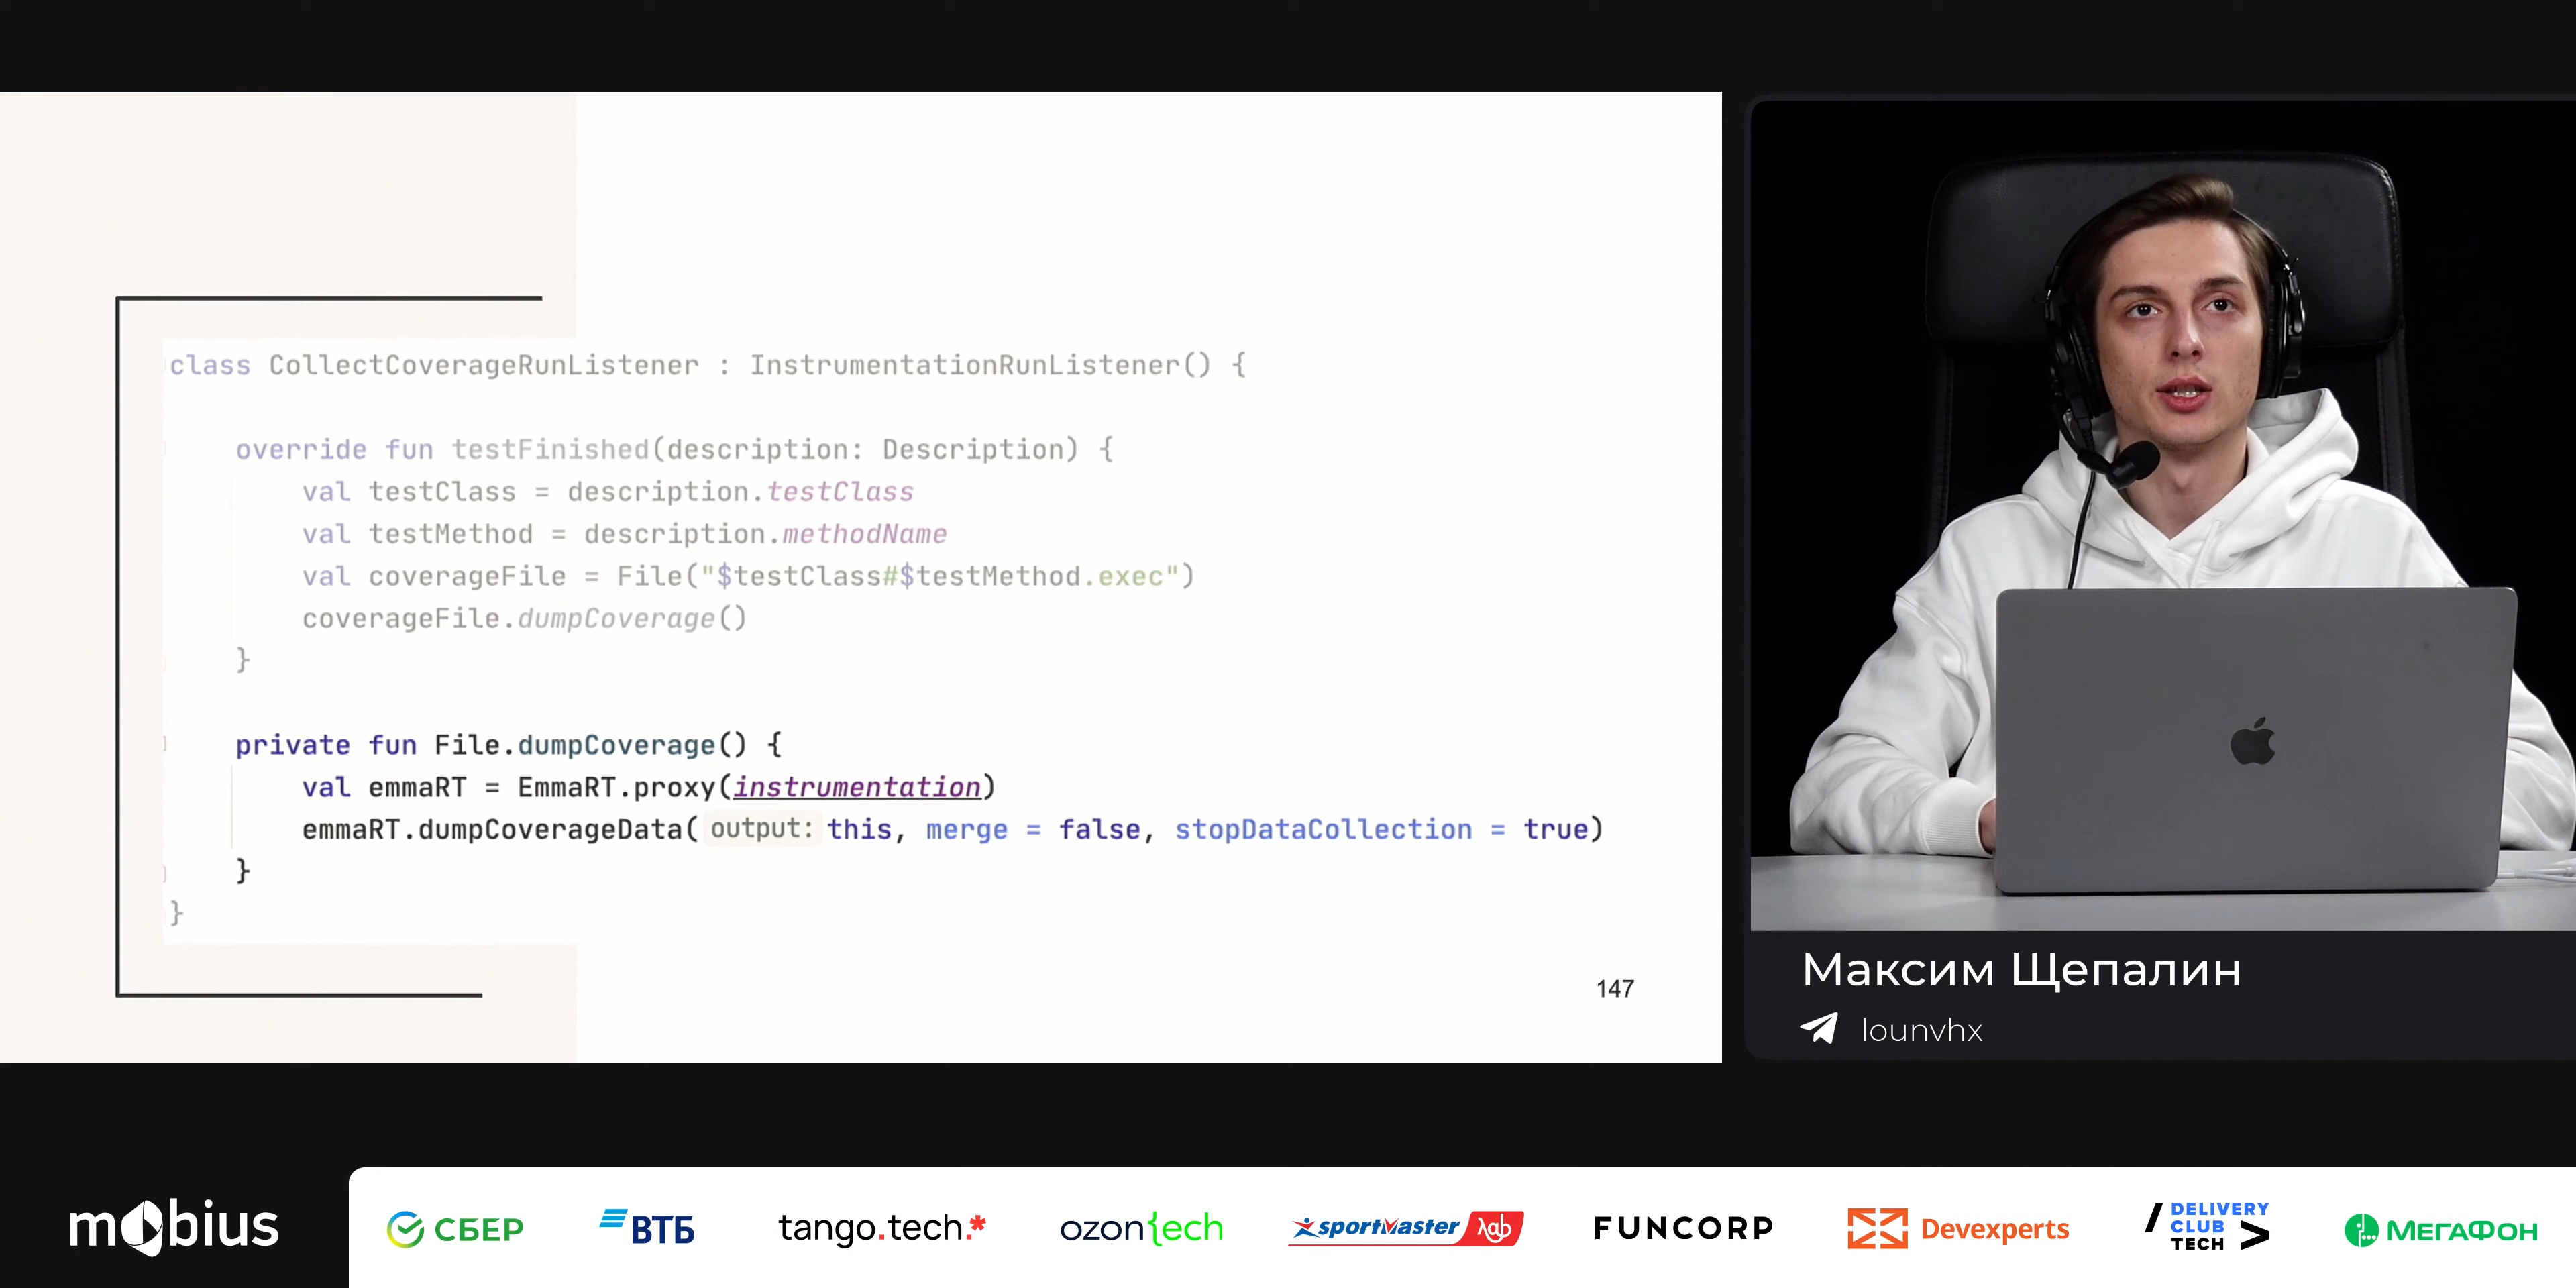 class CollectCoverageRunListener : InstrumentationRunListener() {
override fun testFinished(description: Description) {
val testClass = description.testClass
val testMethod = description.methodName
val coverageFile = File("$testClass#$testMethod.exec")
coverageFile.dumpCoverage()
}
private fun File.dumpCoverage() {
val emmaRT = EmmaRT.proxy(instrumentation)
emmaRT.dumpCoverageData( output: this, merge = false, stopDataCollection = true)
}
}
147
Максим Щепалин
lounvhx
mobius
СБЕР
ВТБ
tango.tech.*
ozon{ech
sportmaster lab
FUNCORP
Devexperts
/ DELIVERY
CLUB
TECH >
МЕГАФОН